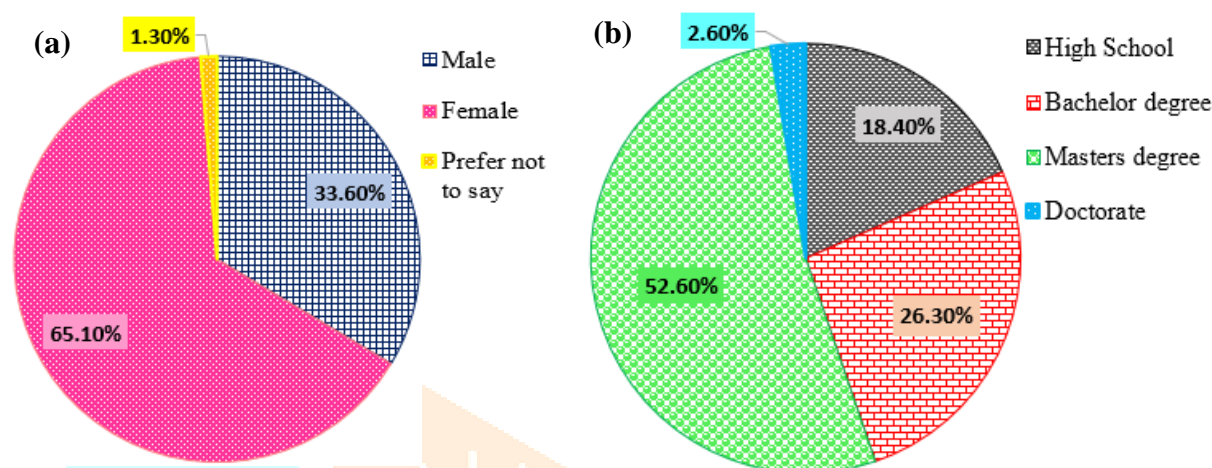 (a)
1.30%
33.60%
65.10%
Male
Female
Prefer not
to say
(b)
2.60%
18.40%
52.60%
26.30%
High School
Bachelor degree
Masters degree
Doctorate